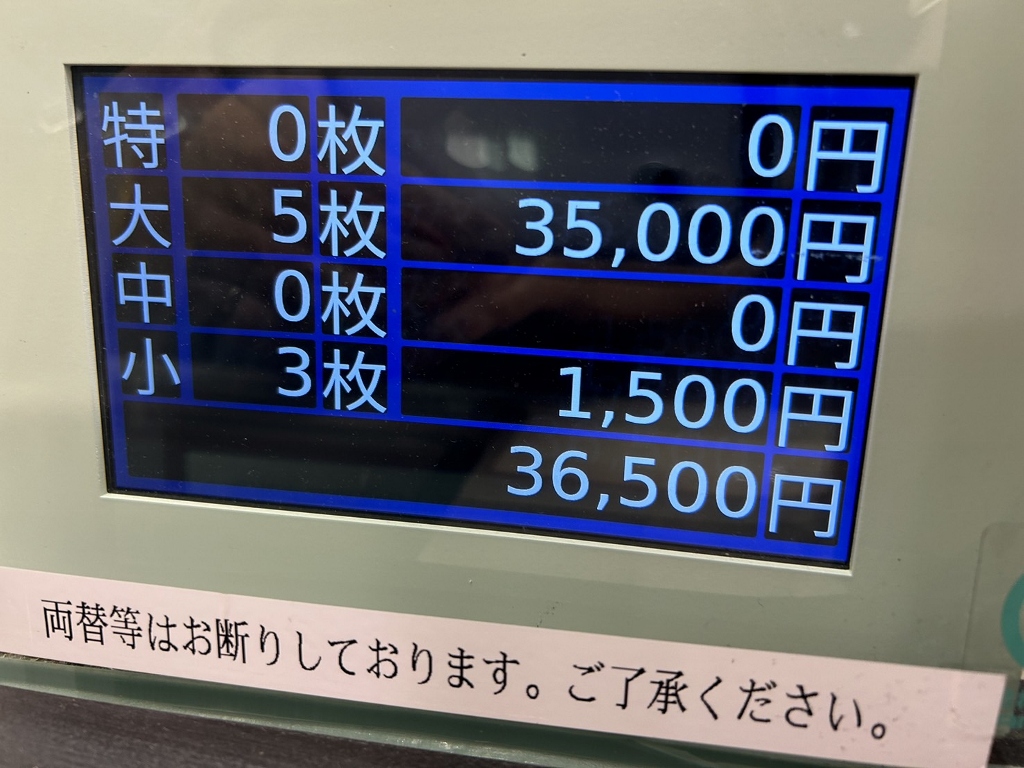 特 0枚 0円
大 5枚 35,000円
中 0枚 0円
小 3枚 1,500円
36,500円
両替等はお断りしております。ご了承ください。